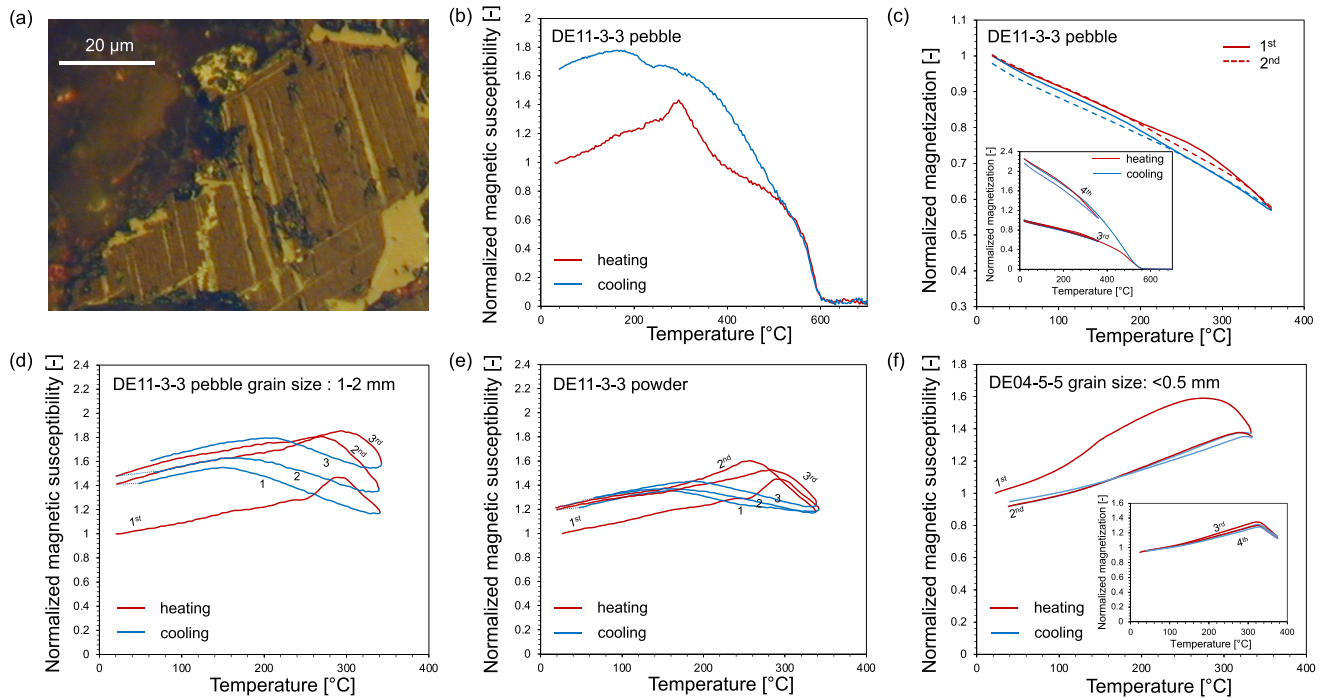 (a)
20 µm
(b)
Normalized magnetic susceptibility [-]
2
1.8
1.6
1.4
1.2
1
0.8
0.6
0.4
0.2
0
DE11-3-3 pebble
heating
cooling
0
200
400
600
Temperature [°C]
(c)
Normalized magnetization [-]
1.1
1
0.9
0.8
0.7
0.6
0.5
0.4
0.3
DE11-3-3 pebble
1st
2nd
Normalized magnetization [-]
2.4
2
1.6
1.2
0.8
0.4
0
heating
cooling
4th
3rd
0
200
400
600
Temperature [°C]
0
100
200
300
400
Temperature [°C]
(d)
Normalized magnetic susceptibility [-]
2.4
2.2
2
1.8
1.6
1.4
1.2
1
0.8
0.6
0.4
0.2
0
DE11-3-3 pebble grain size : 1-2 mm
3rd
2nd
3
2
1
1st
heating
cooling
0
100
200
300
400
Temperature [°C]
(e)
Normalized magnetic susceptibility [-]
2.4
2.2
2
1.8
1.6
1.4
1.2
1
0.8
0.6
0.4
0.2
0
DE11-3-3 powder
2nd
3rd
3
2
1
1st
heating
cooling
0
100
200
300
400
Temperature [°C]
(f)
Normalized magnetic susceptibility [-]
1.8
1.6
1.4
1.2
1
0.8
0.6
0.4
0.2
0
DE04-5-5 grain size: <0.5 mm
1st
2nd
heating
cooling
Normalized magnetization [-]
1.6
1.4
1.2
1
0.8
0.6
0.4
0.2
0
3rd
4th
0
100
200
300
400
Temperature [°C]
0
100
200
300
400
Temperature [°C]